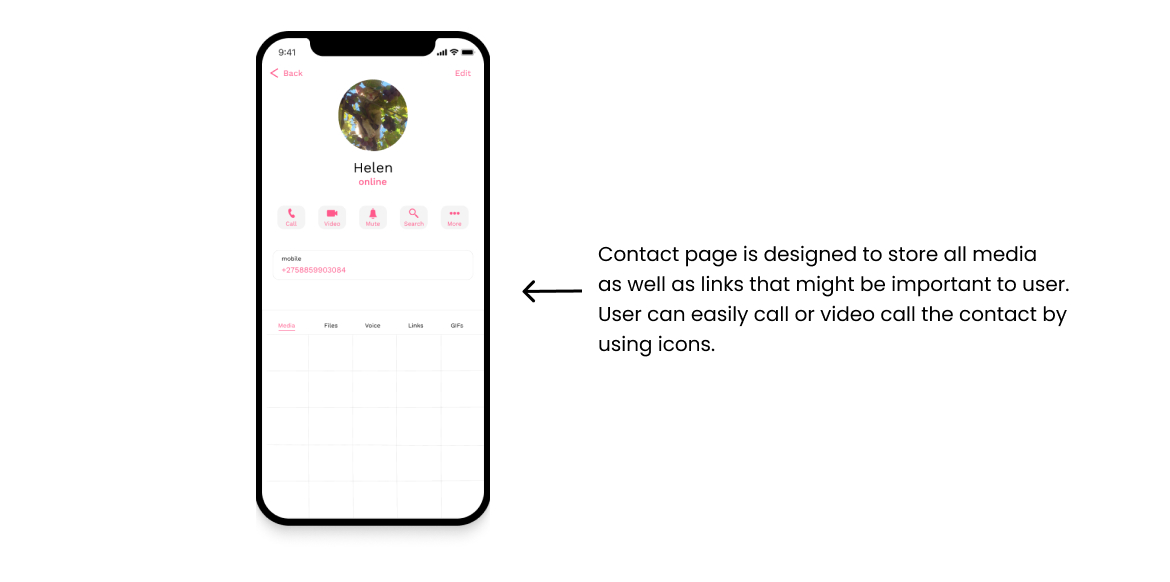 9:41
Back
Edit
Helen
online
Call
Video
Mute
Search
More
mobile
+2758859903084
Media
Files
Voice
Links
GIFs
Contact page is designed to store all media
as well as links that might be important to user.
User can easily call or video call the contact by
using icons.